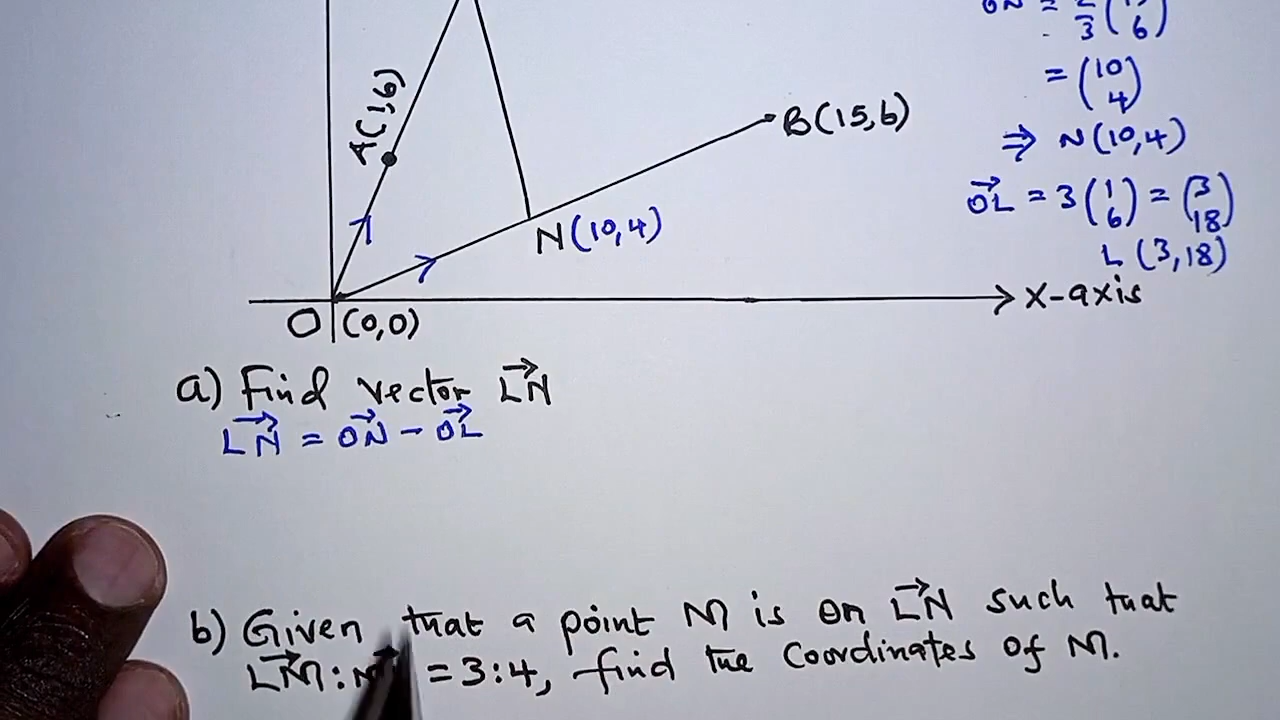 = 3 ( 6 )
= (10 4)
⇒ N(10,4)
OL = 3 (1 6) = (3 18)
L (3,18)
A(1,6)
B(15,6)
N(10,4)
X-axis
O (0,0)
a) Find vector LN
LN = ON - OL
b) Given that a point M is on LN such that
LM : = 3:4, find the coordinates of M.